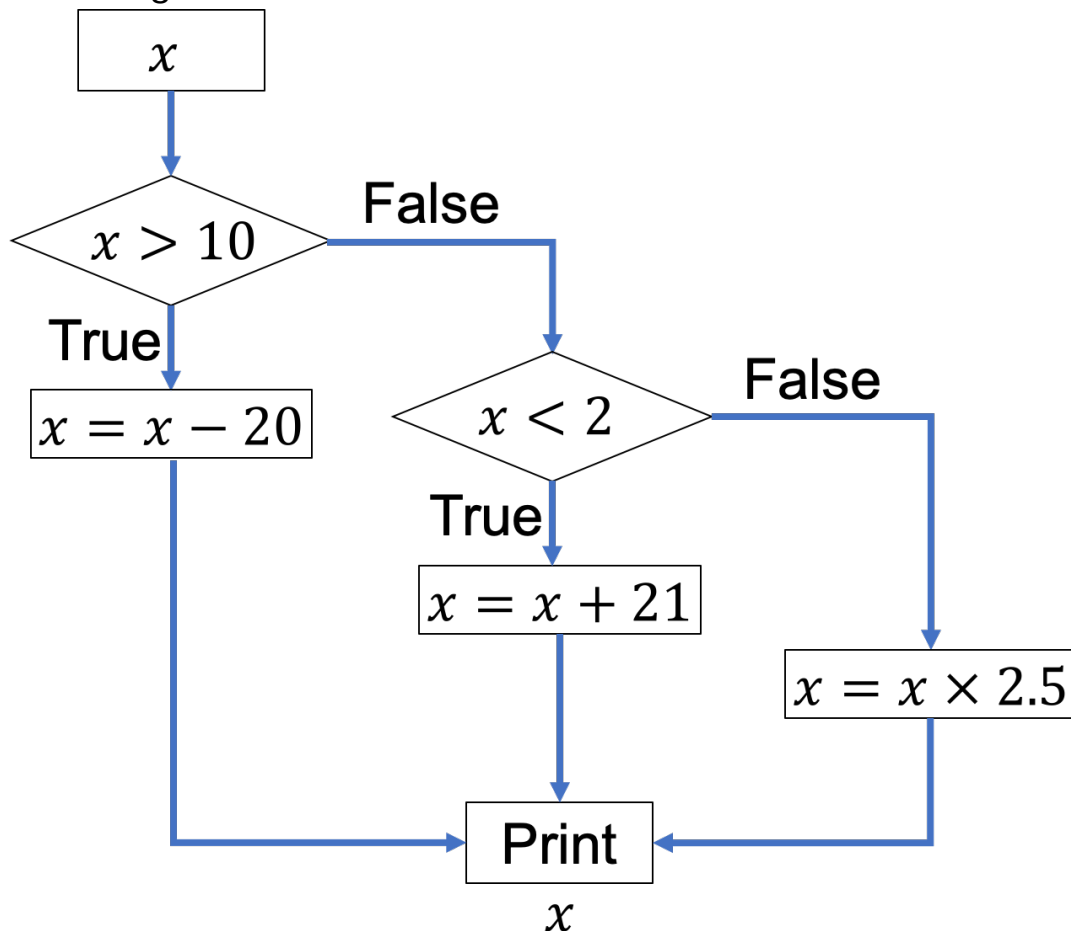 x
x > 10
False
True
x = x − 20
x < 2
False
True
x = x + 21
x = x × 2.5
Print
x